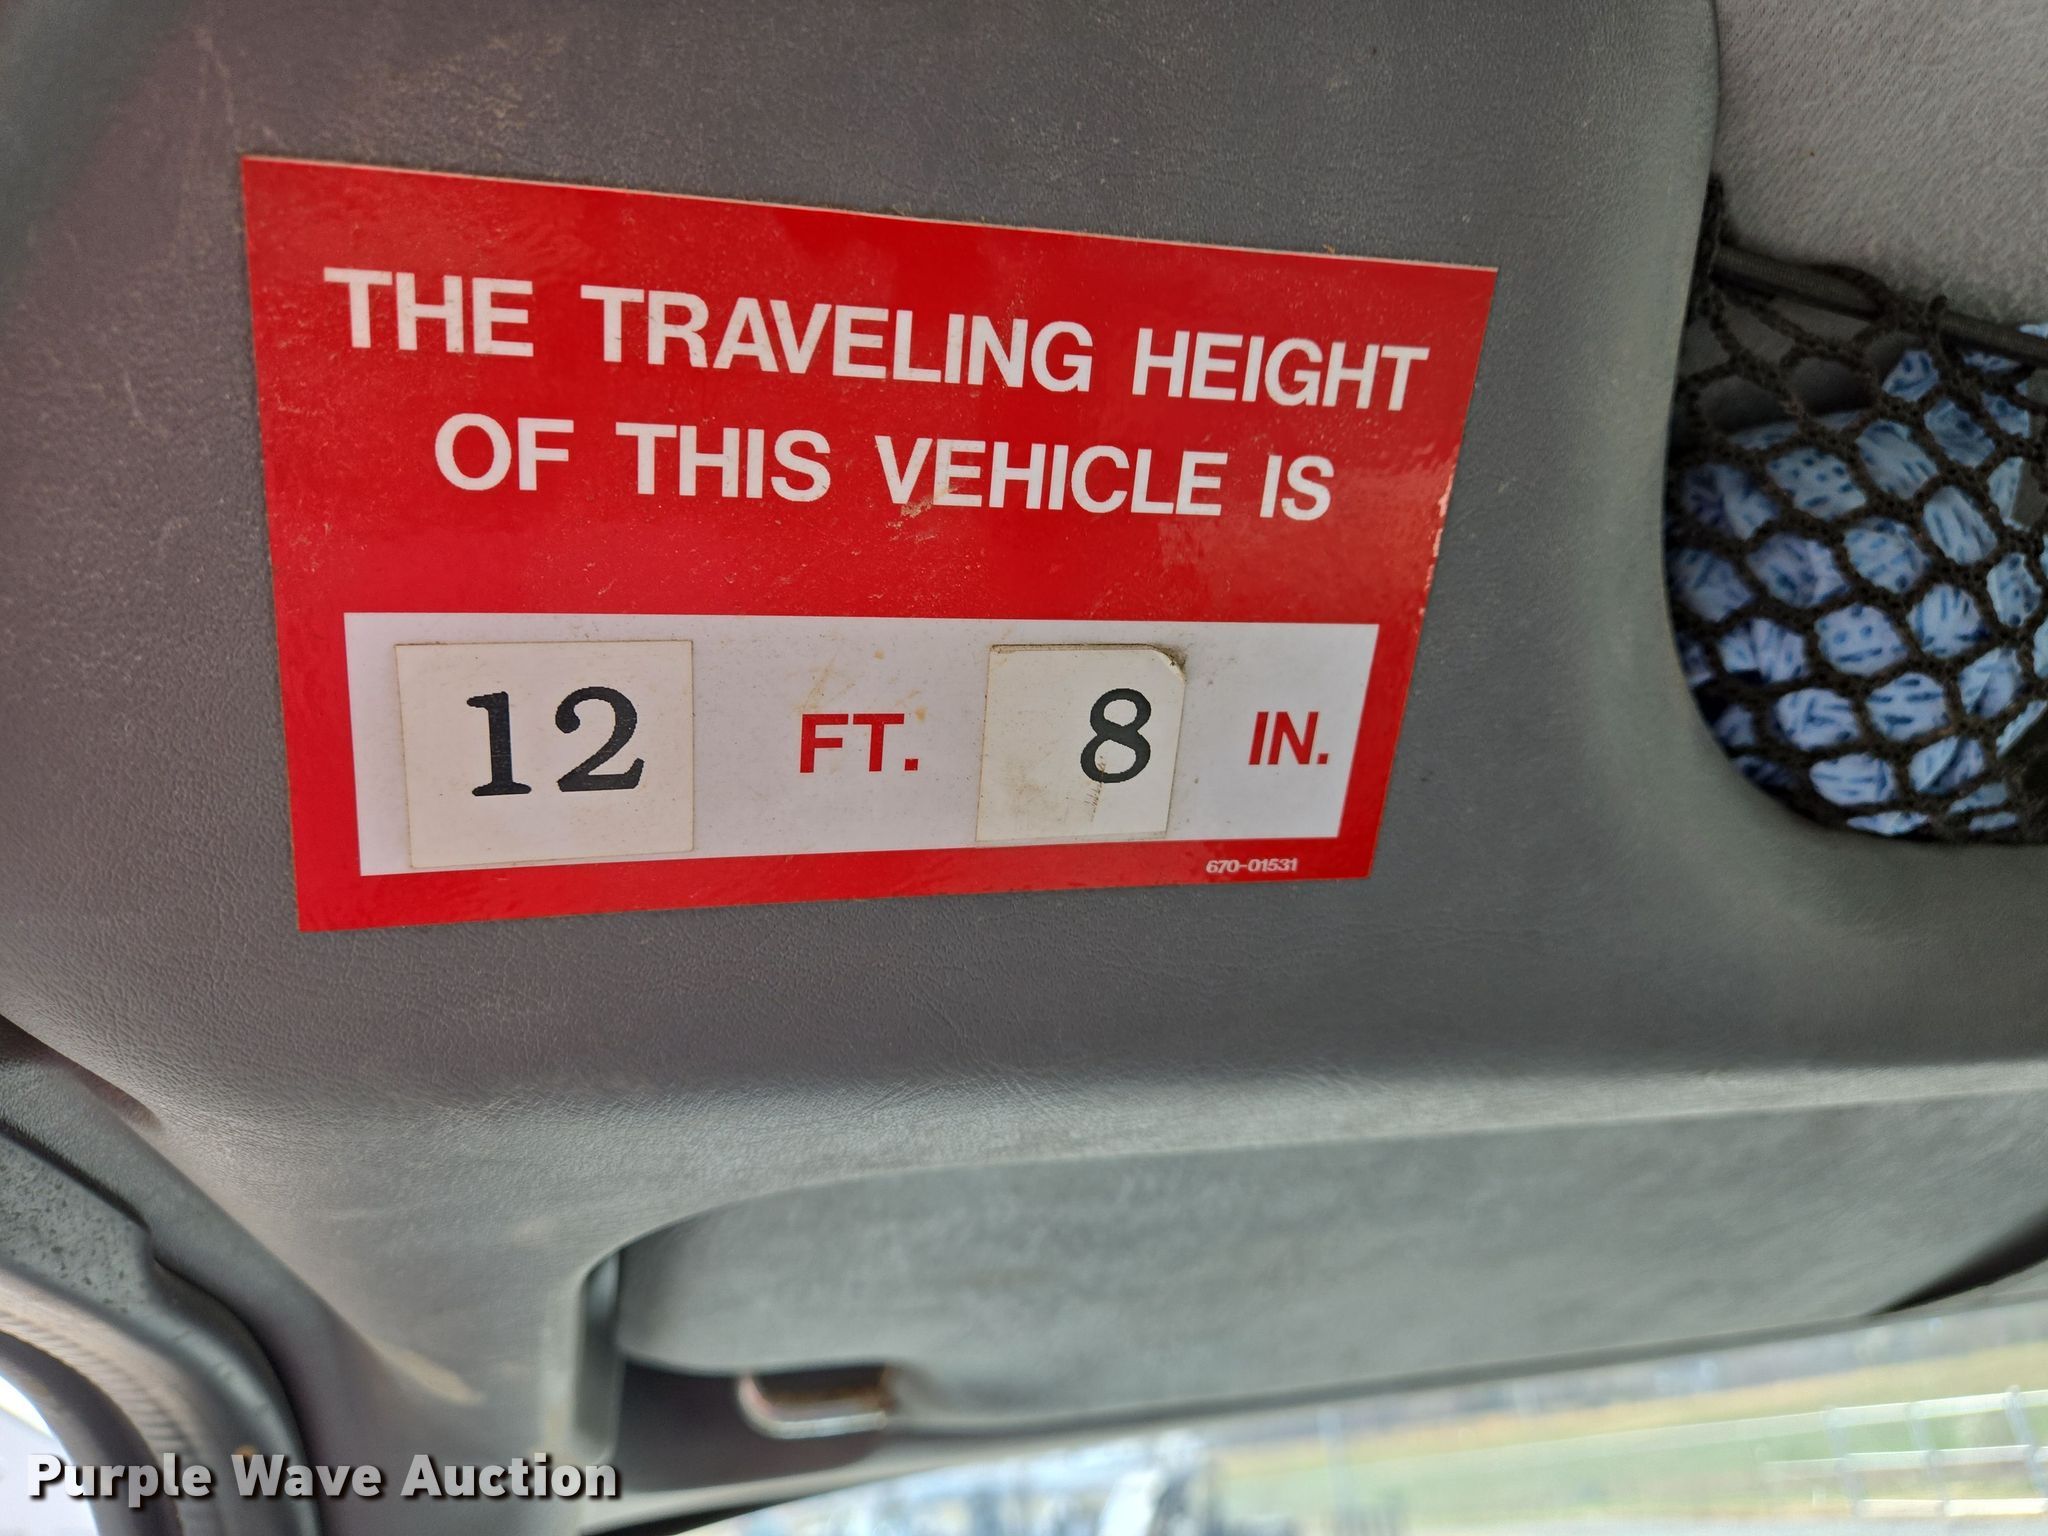 THE TRAVELING HEIGHT
OF THIS VEHICLE IS
12 FT. 8 IN.
670-01531
Purple Wave Auction